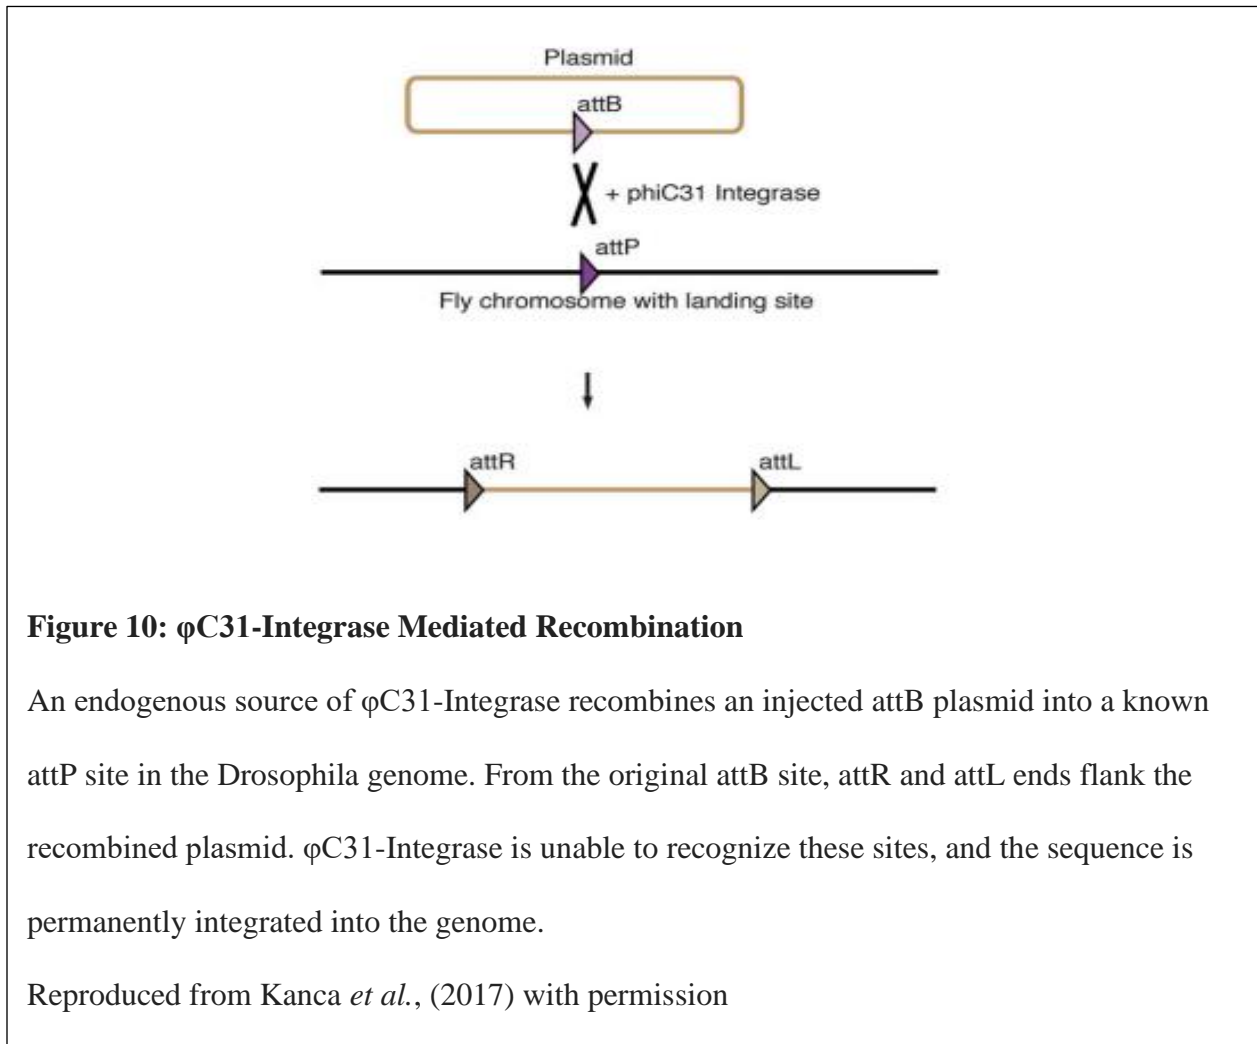 Plasmid
attB
+ phiC31 Integrase
attP
Fly chromosome with landing site
attR
attL
Figure 10: φC31-Integrase Mediated Recombination
An endogenous source of φC31-Integrase recombines an injected attB plasmid into a known
attP site in the Drosophila genome. From the original attB site, attR and attL ends flank the
recombined plasmid. φC31-Integrase is unable to recognize these sites, and the sequence is
permanently integrated into the genome.
Reproduced from Kanca et al., (2017) with permission